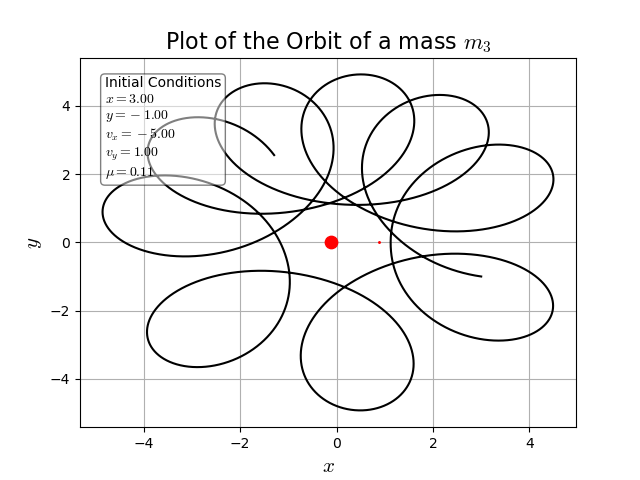 Plot of the Orbit of a mass m₃
Initial Conditions
x = 3.00
y = − 1.00
vₓ = − 5.00
v_y = 1.00
μ = 0.11
4
2
0
−2
−4
y
−4 −2 0 2 4
x